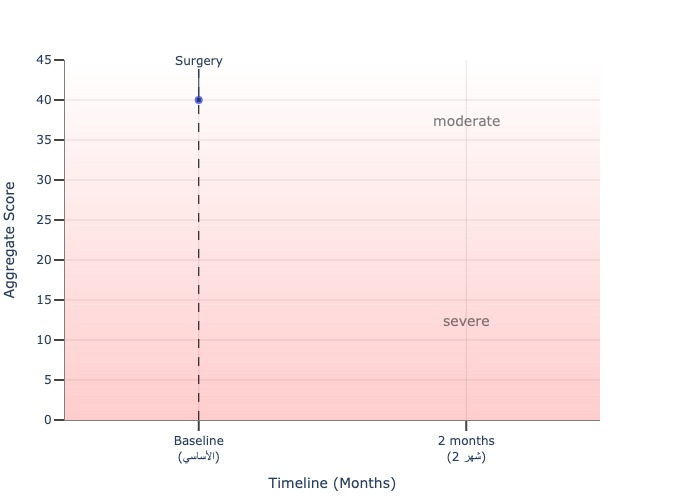 Surgery
45
40
35
30
25
20
15
10
5
0
moderate
severe
Aggregate Score
Baseline
(الأساسي)
2 months
(2 شهر)
Timeline (Months)